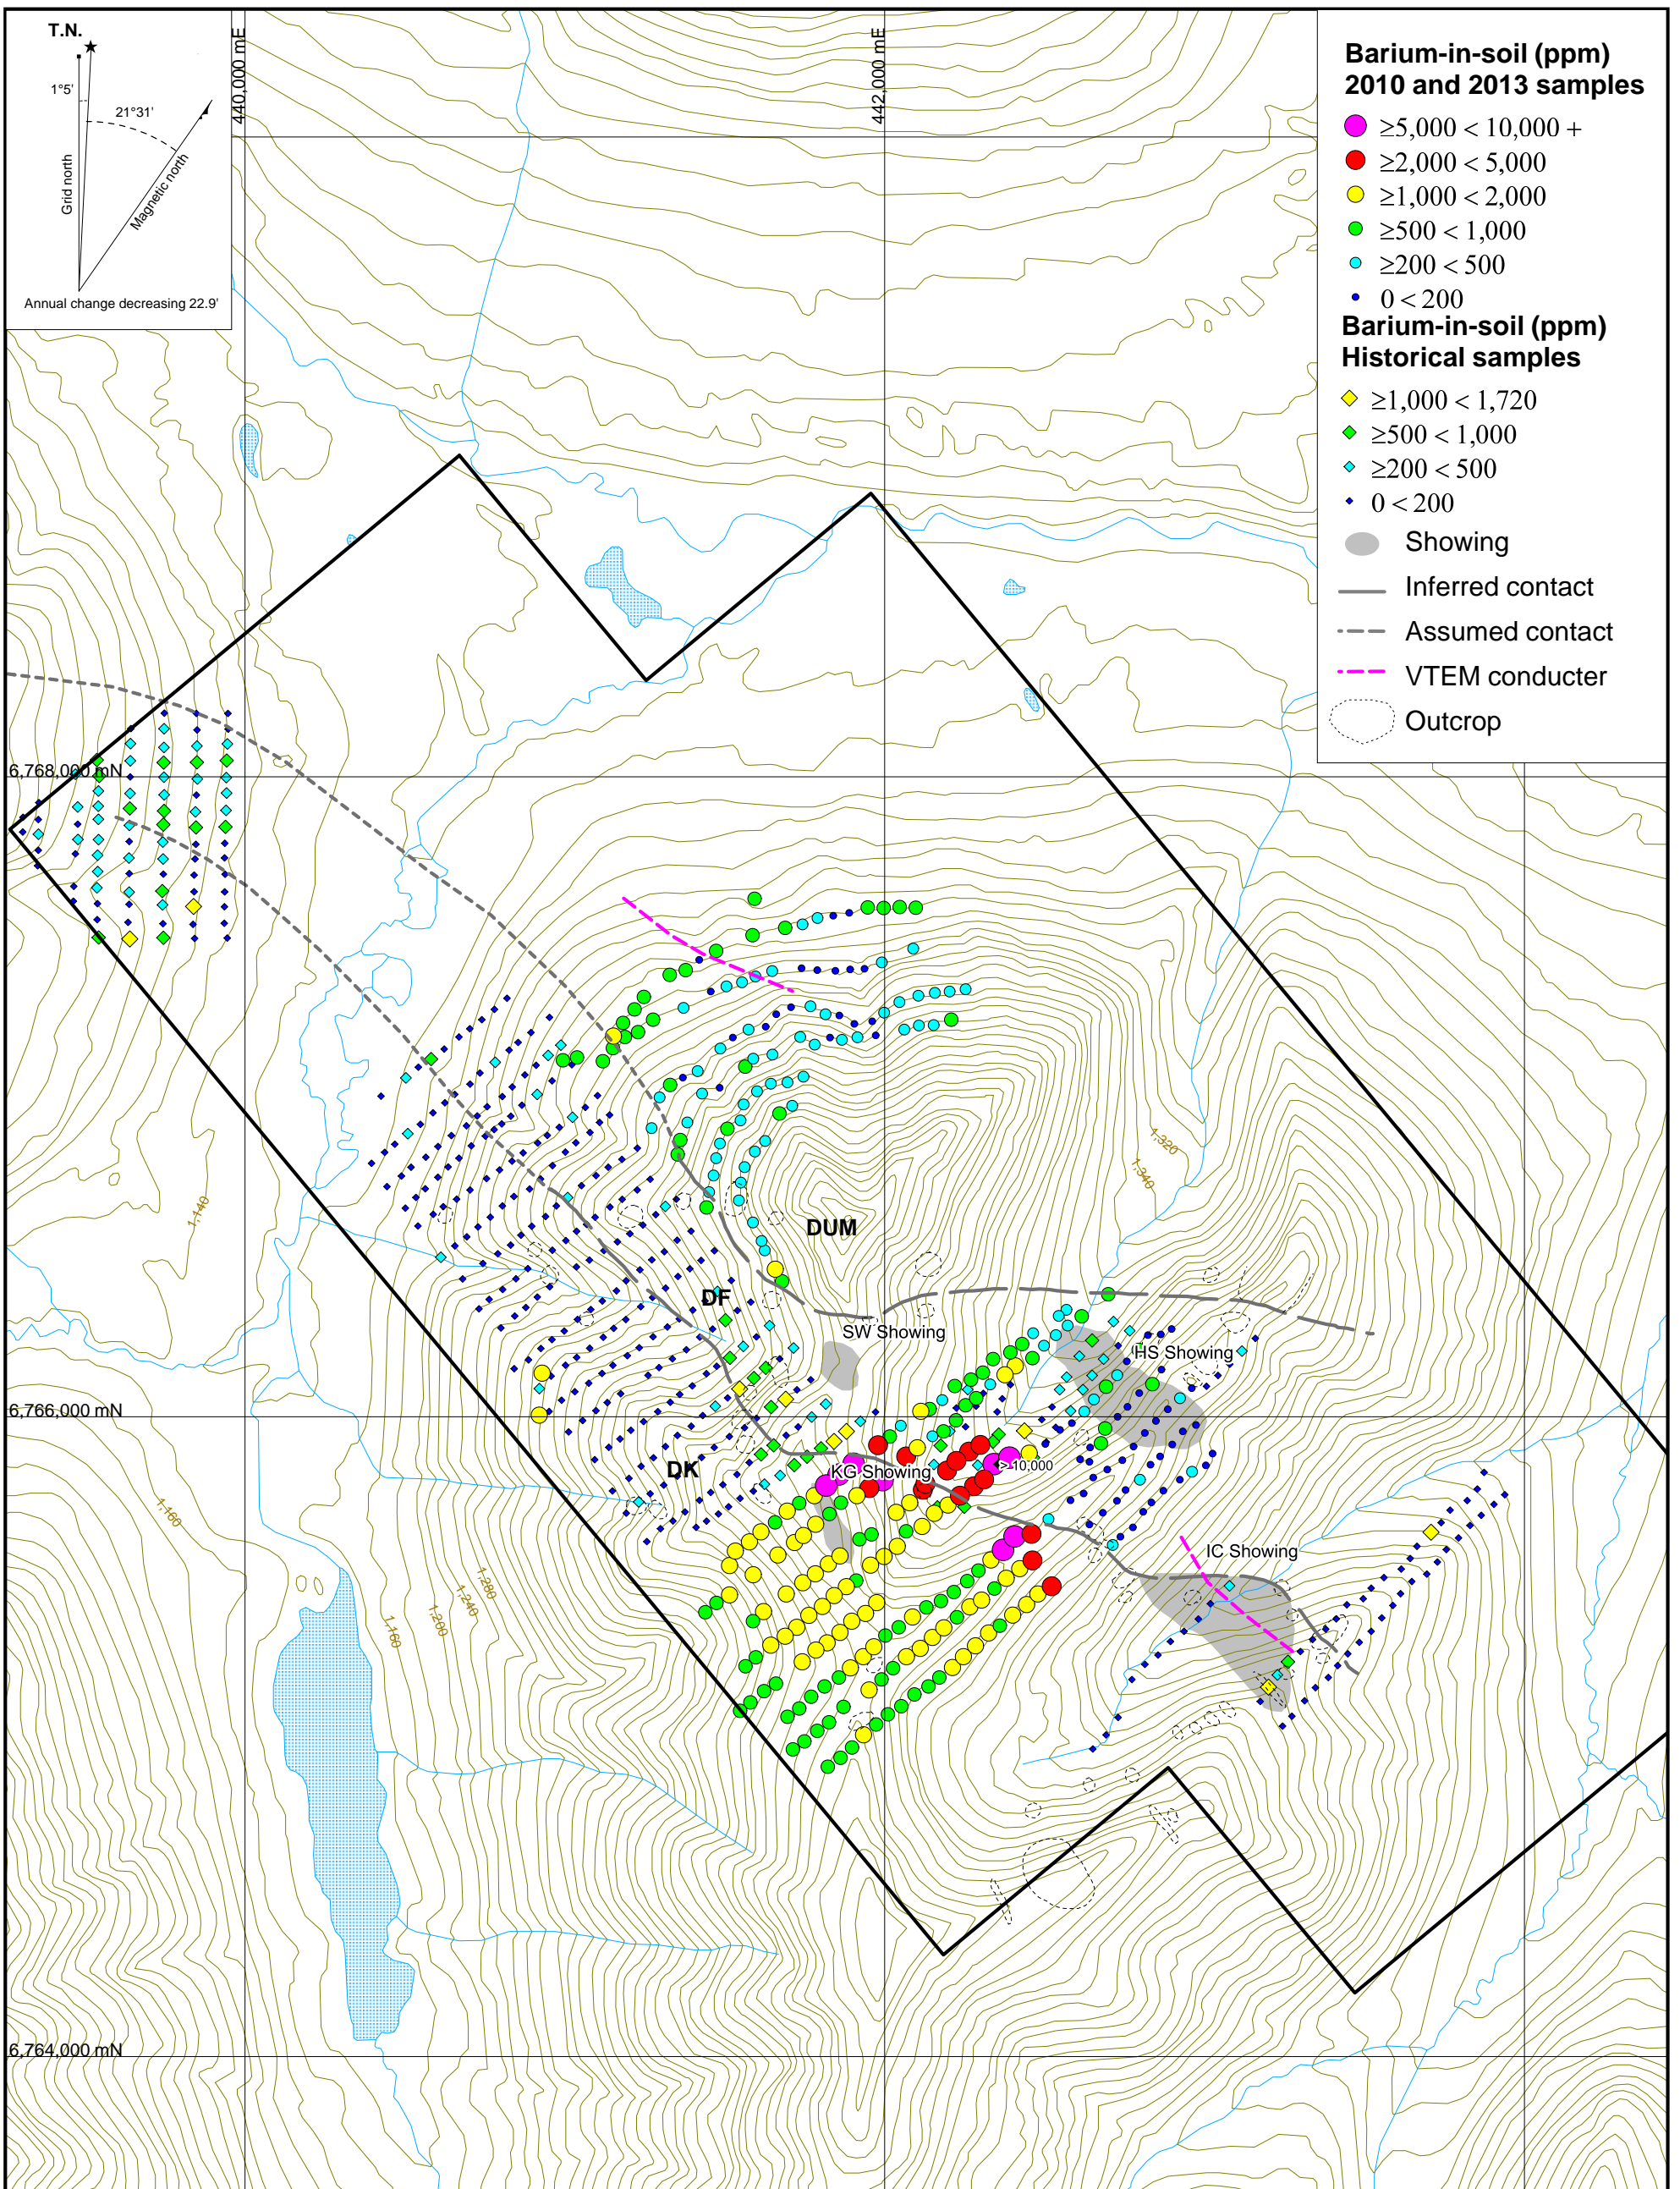 T.N.
1°5'
21°31'
Grid north
Magnetic north
Annual change decreasing 22.9'
440,000 mE
442,000 mE
Barium-in-soil (ppm)
2010 and 2013 samples
≥5,000 < 10,000 +
≥2,000 < 5,000
≥1,000 < 2,000
≥500 < 1,000
≥200 < 500
0 < 200
Barium-in-soil (ppm)
Historical samples
≥1,000 < 1,720
≥500 < 1,000
≥200 < 500
0 < 200
Showing
Inferred contact
Assumed contact
VTEM conducter
Outcrop
6,768,000 mN
1,320
1,340
1,140
DUM
DF
SW Showing
HS Showing
6,766,000 mN
DK
KG Showing
> 10,000
1,160
IC Showing
1,280
1,240
1,200
1,160
6,764,000 mN